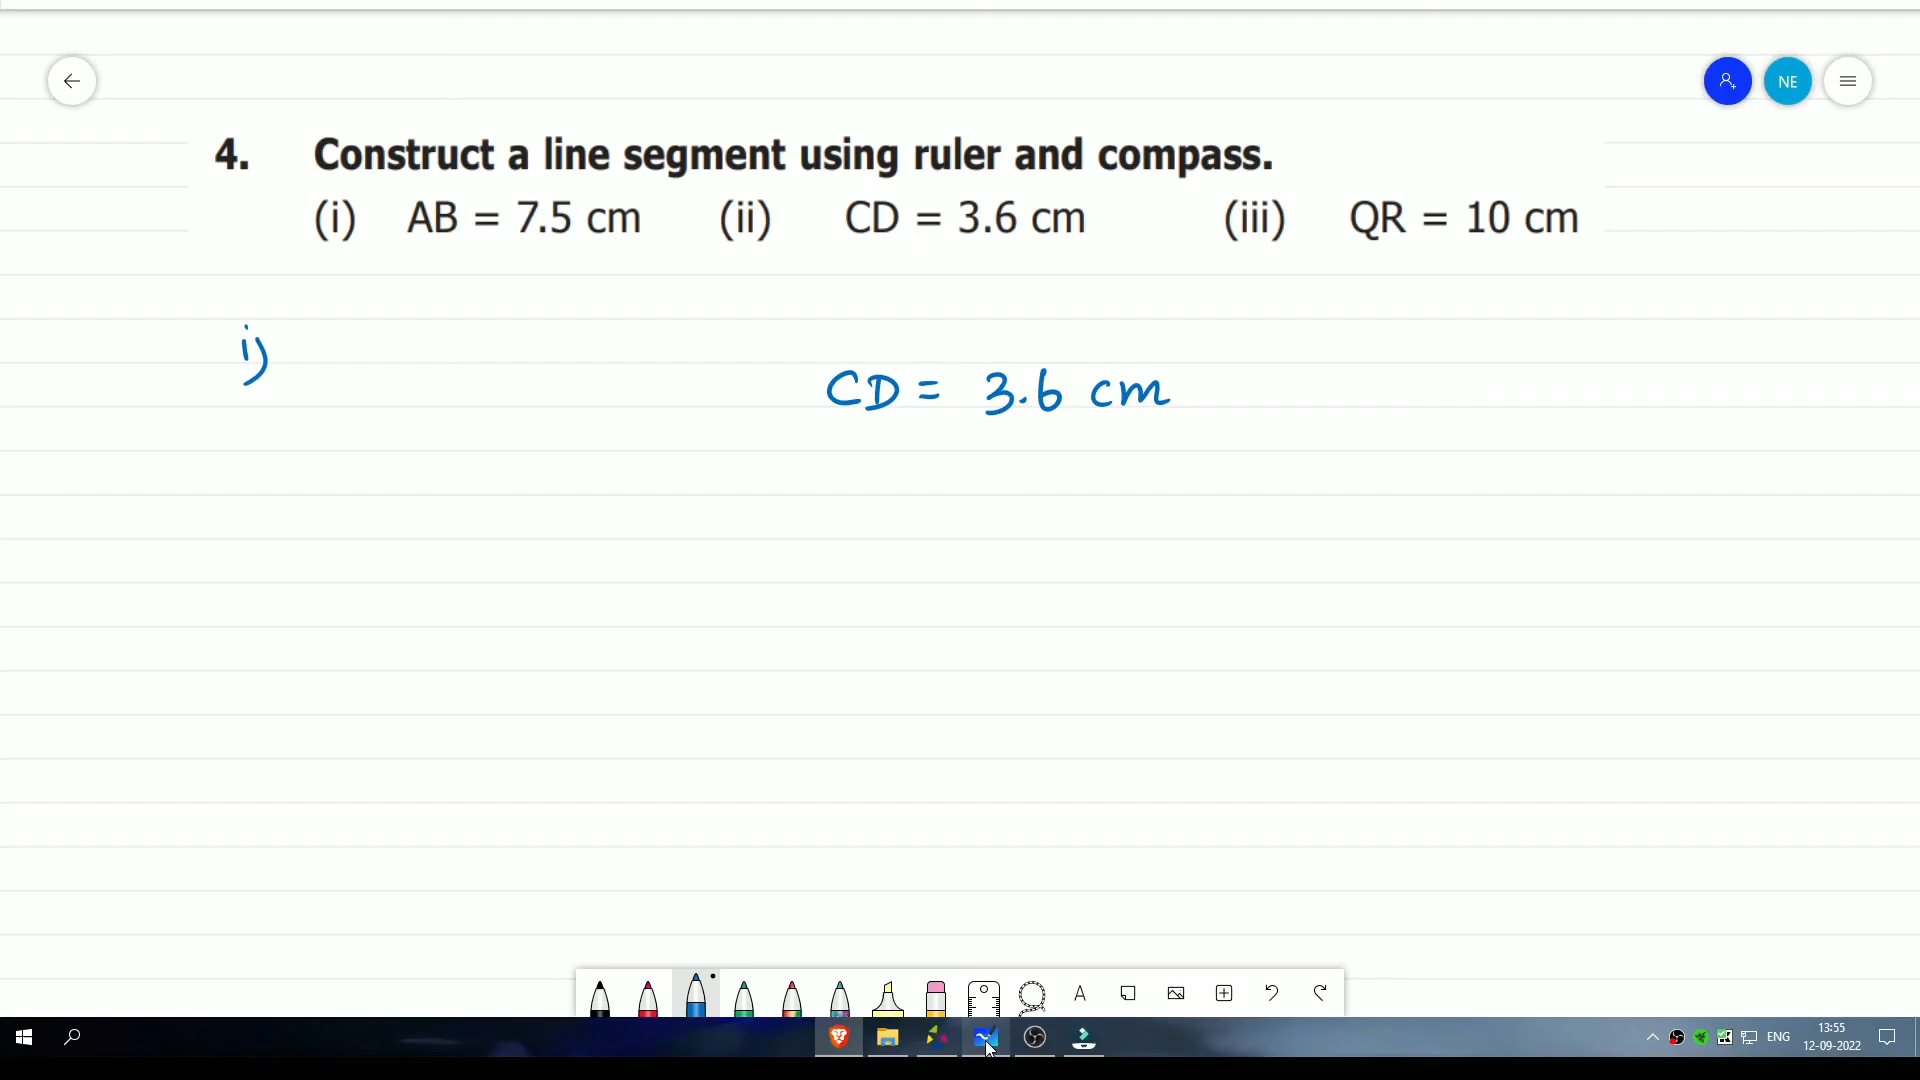 NE
4. Construct a line segment using ruler and compass.
(i) AB = 7.5 cm (ii) CD = 3.6 cm (iii) QR = 10 cm
i)
CD = 3.6 cm
A
ENG
13:55
12-09-2022